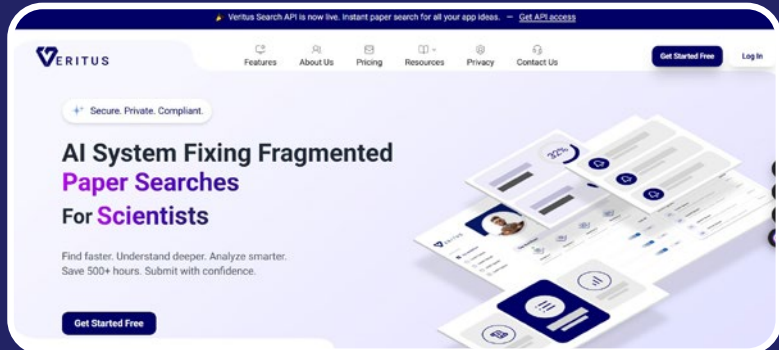 Veritus Search API is now live. Instant paper search for all your app ideas. — Get API access
VERITUS
Features
About Us
Pricing
Resources
Privacy
Contact Us
Get Started Free
Log In
Secure. Private. Compliant.
AI System Fixing Fragmented
Paper Searches
For Scientists
Find faster. Understand deeper. Analyze smarter.
Save 500+ hours. Submit with confidence.
Get Started Free
32%